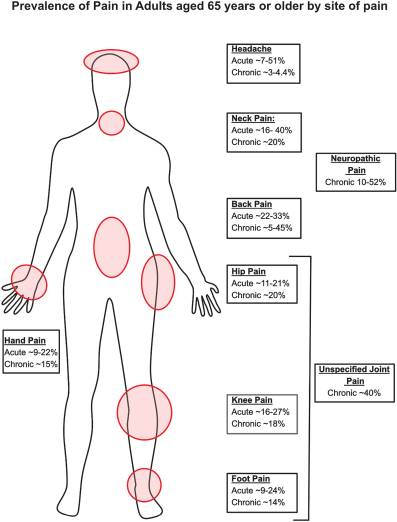 Prevalence of Pain in Adults aged 65 years or older by site of pain
Headache
Acute ~7-51%
Chronic ~3-4.4%
Neck Pain:
Acute ~16- 40%
Chronic ~20%
Neuropathic
Pain
Chronic 10-52%
Back Pain
Acute ~22-33%
Chronic ~5-45%
Hip Pain
Acute ~11-21%
Chronic ~20%
Hand Pain
Acute ~9-22%
Chronic ~15%
Unspecified Joint
Pain
Chronic ~40%
Knee Pain
Acute ~16-27%
Chronic ~18%
Foot Pain
Acute ~9-24%
Chronic ~14%